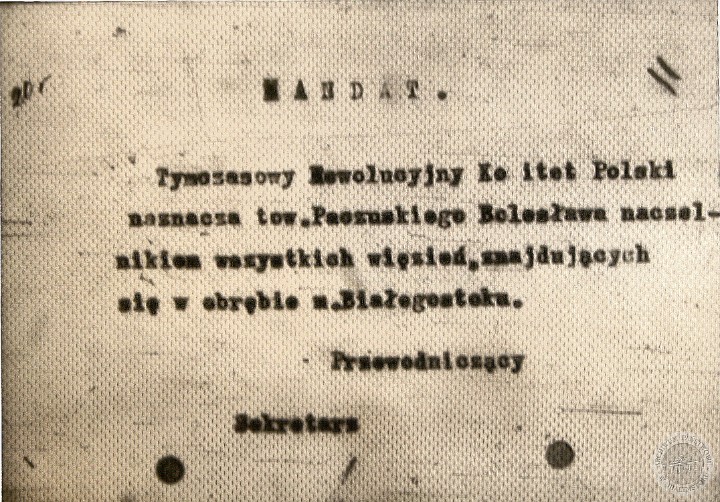 MANDAT.
Tymczasowy Rewolucyjny Ko itet Polski
naznacza tow.Paczuskiego Bolesława naczel-
nikiem wszystkich więzień,znajdujących
się w obrębie m.Białegostoku.
Przewodniczący
Sekretarz